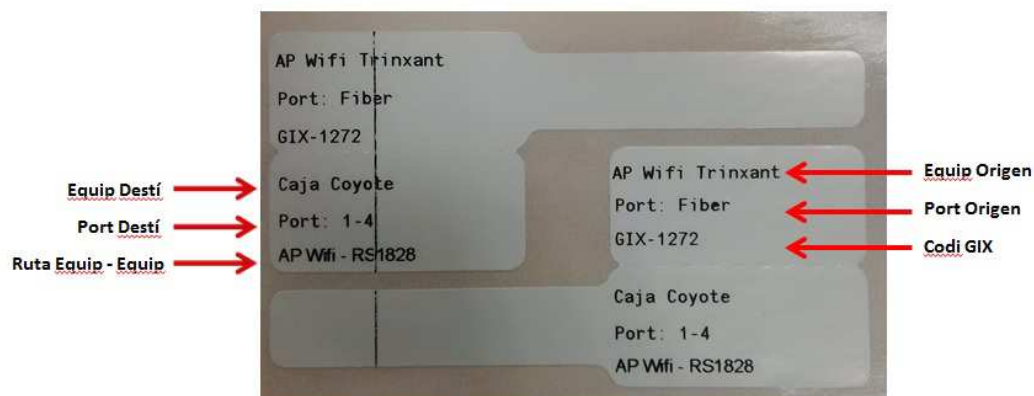 AP Wifi Trinxant
Port: Fiber
GIX-1272
Caja Coyote
Port: 1-4
AP Wifi - RS1828
Equip Destí
Port Destí
Ruta Equip - Equip
AP Wifi Trinxant
Port: Fiber
GIX-1272
Caja Coyote
Port: 1-4
AP Wifi - RS1828
Equip Origen
Port Origen
Codi GIX